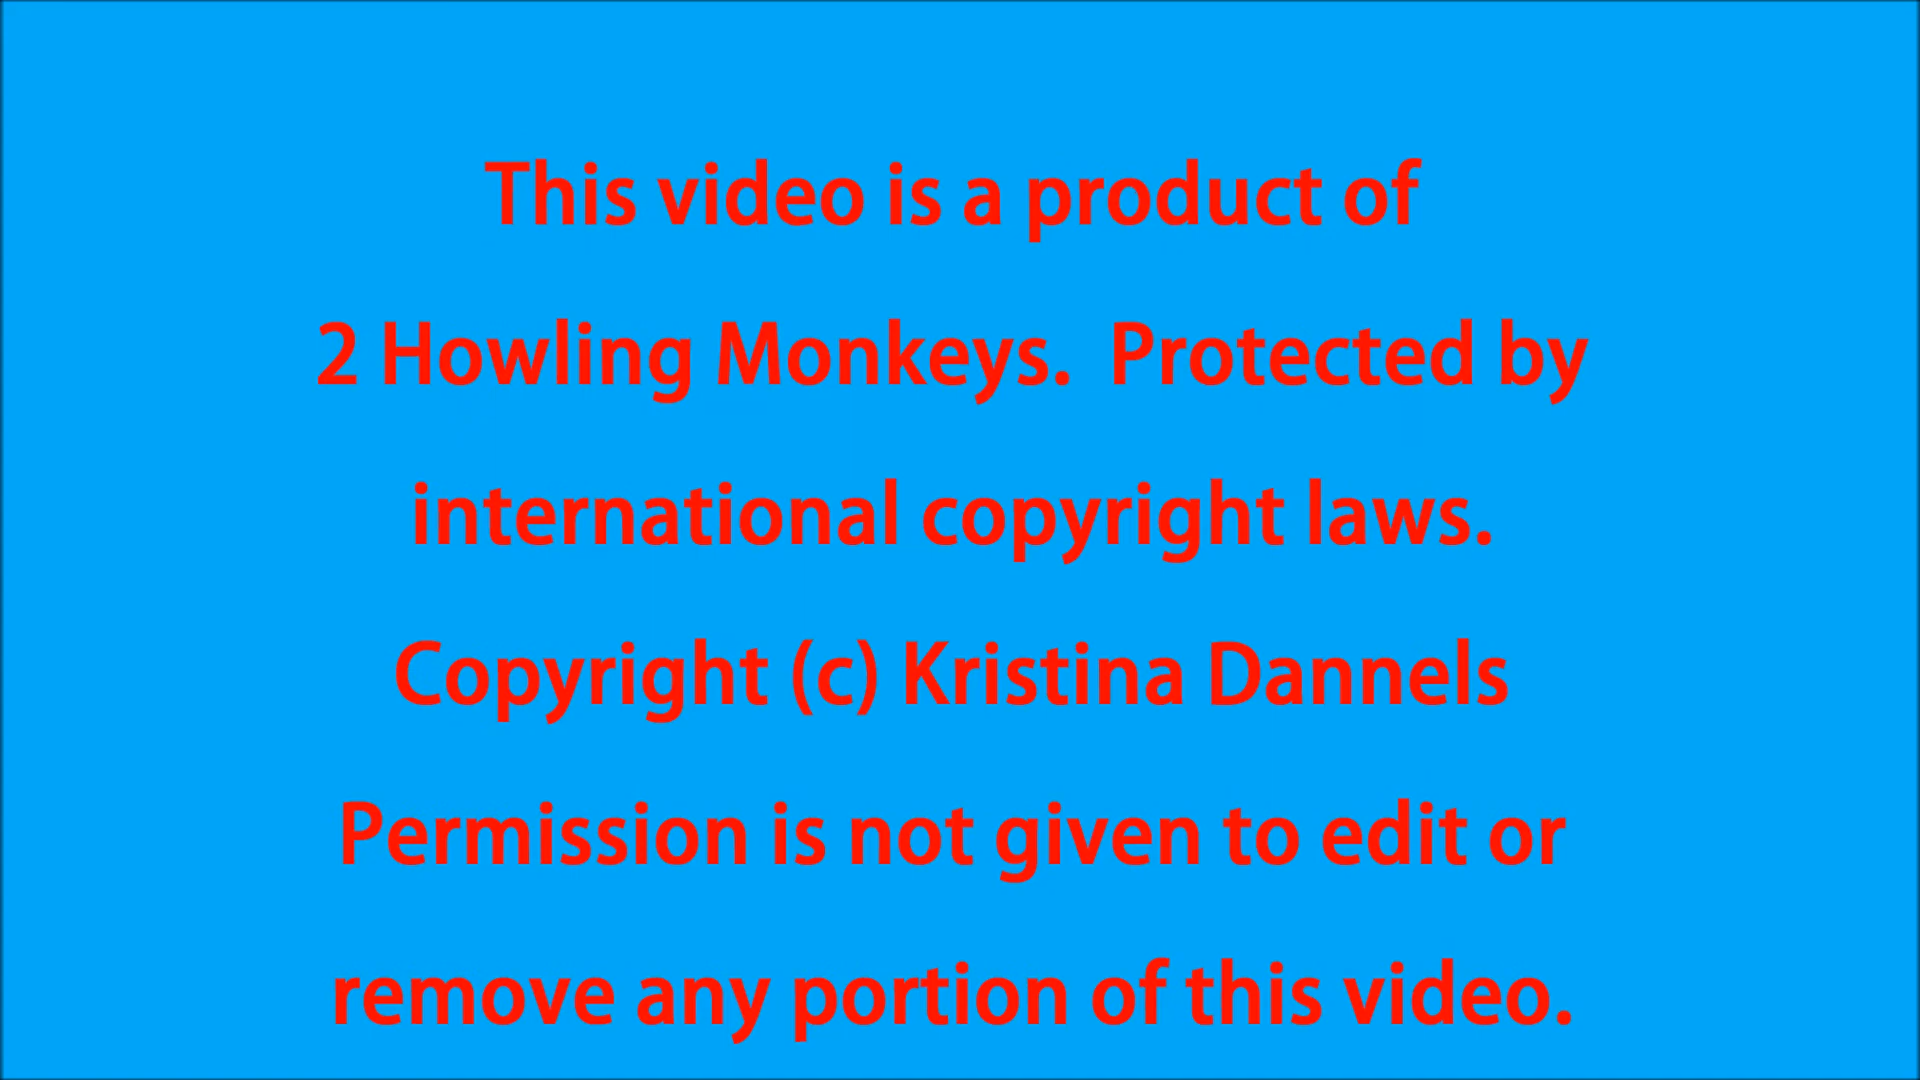 This video is a product of
2 Howling Monkeys.  Protected by
international copyright laws.
Copyright (c) Kristina Dannels
Permission is not given to edit or
remove any portion of this video.